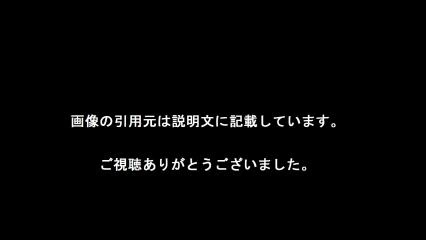 画像の引用元は説明文に記載しています。
ご視聴ありがとうございました。